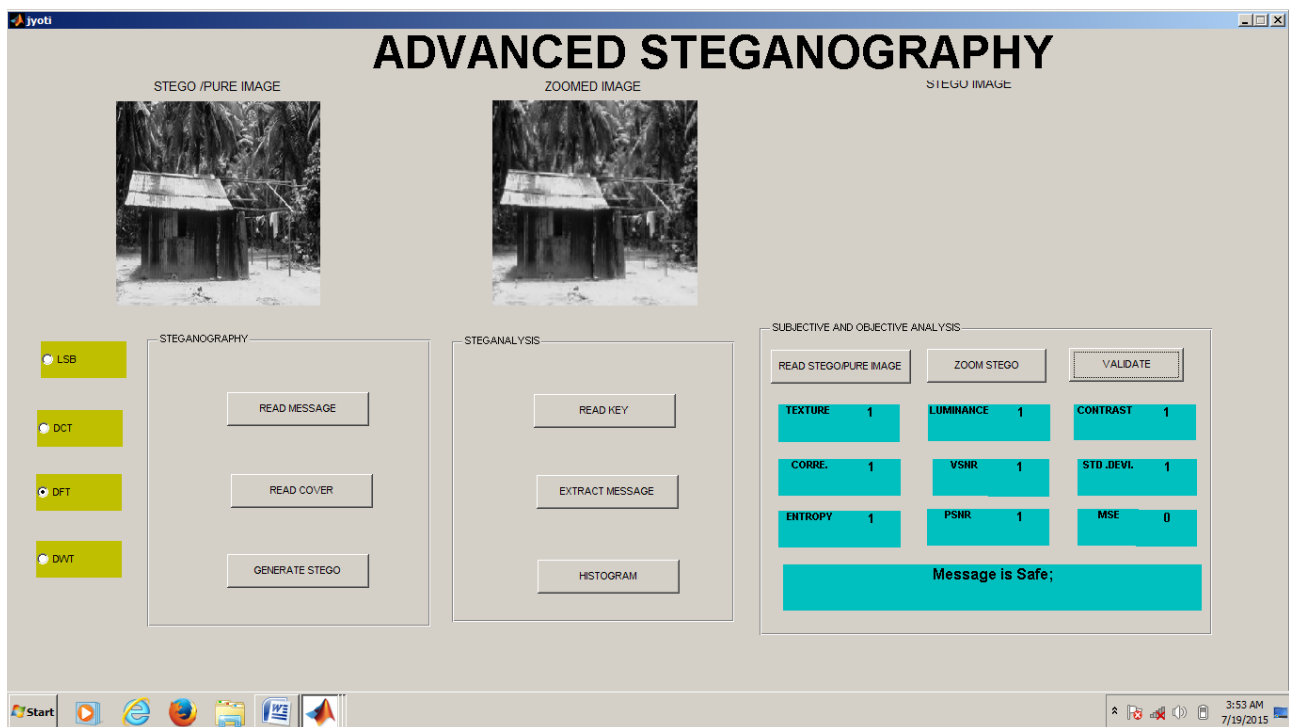 jyoti
ADVANCED STEGANOGRAPHY
STEGO /PURE IMAGE
ZOOMED IMAGE
STEGO IMAGE
LSB
DCT
DFT
DWT
STEGANOGRAPHY
READ MESSAGE
READ COVER
GENERATE STEGO
STEGANALYSIS
READ KEY
EXTRACT MESSAGE
HISTOGRAM
SUBJECTIVE AND OBJECTIVE ANALYSIS
READ STEGO/PURE IMAGE
ZOOM STEGO
VALIDATE
TEXTURE 1
LUMINANCE 1
CONTRAST 1
CORRE. 1
VSNR 1
STD .DEVI. 1
ENTROPY 1
PSNR 1
MSE 0
Message is Safe;
Start
3:53 AM
7/19/2015